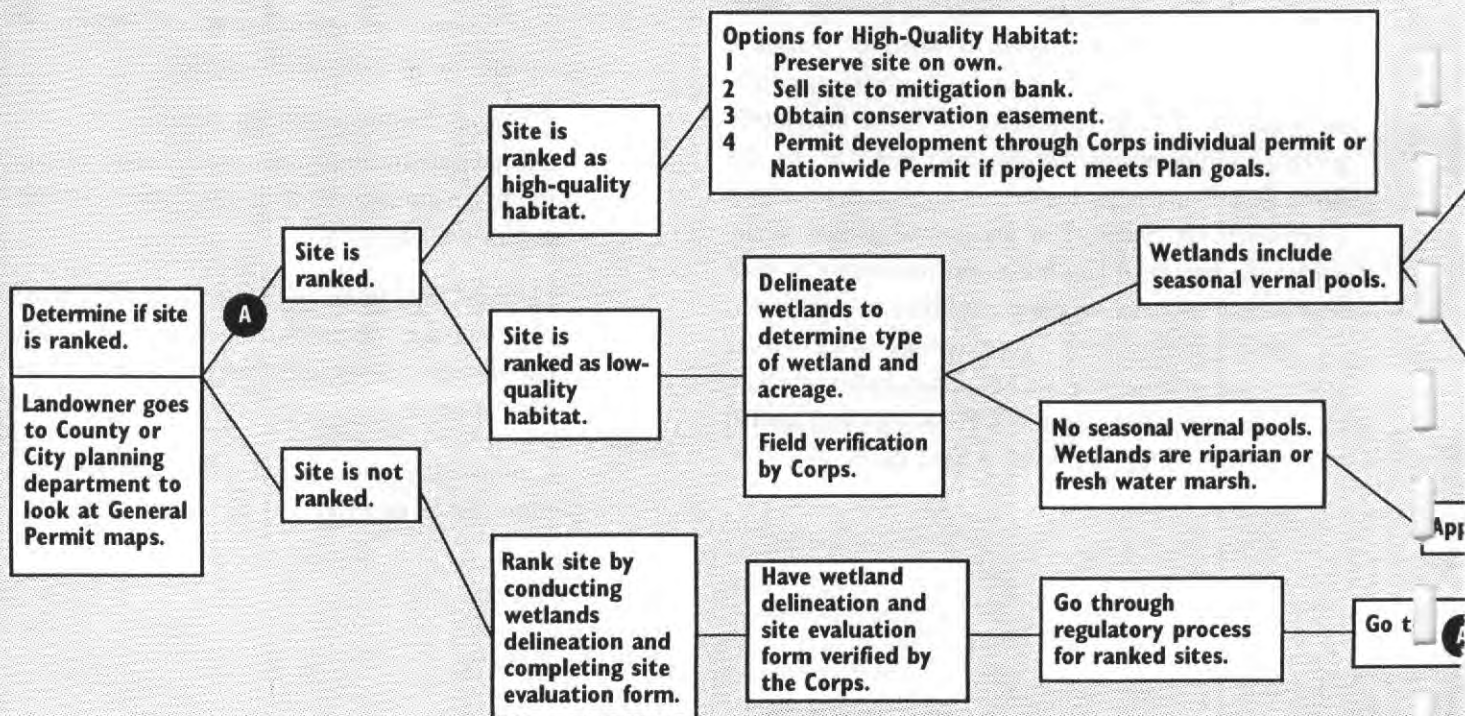 Determine if site
is ranked.
Landowner goes
to County or
City planning
department to
look at General
Permit maps.
A
Site is
ranked.
Site is not
ranked.
Site is
ranked as
high-quality
habitat.
Site is
ranked as low-
quality
habitat.
Rank site by
conducting
wetlands
delineation and
completing site
evaluation form.
Options for High-Quality Habitat:
1 Preserve site on own.
2 Sell site to mitigation bank.
3 Obtain conservation easement.
4 Permit development through Corps individual permit or
Nationwide Permit if project meets Plan goals.
Delineate
wetlands to
determine type
of wetland and
acreage.
Field verification
by Corps.
Have wetland
delineation and
site evaluation
form verified by
the Corps.
Wetlands include
seasonal vernal pools.
No seasonal vernal pools.
Wetlands are riparian or
fresh water marsh.
Go through
regulatory process
for ranked sites.
Go